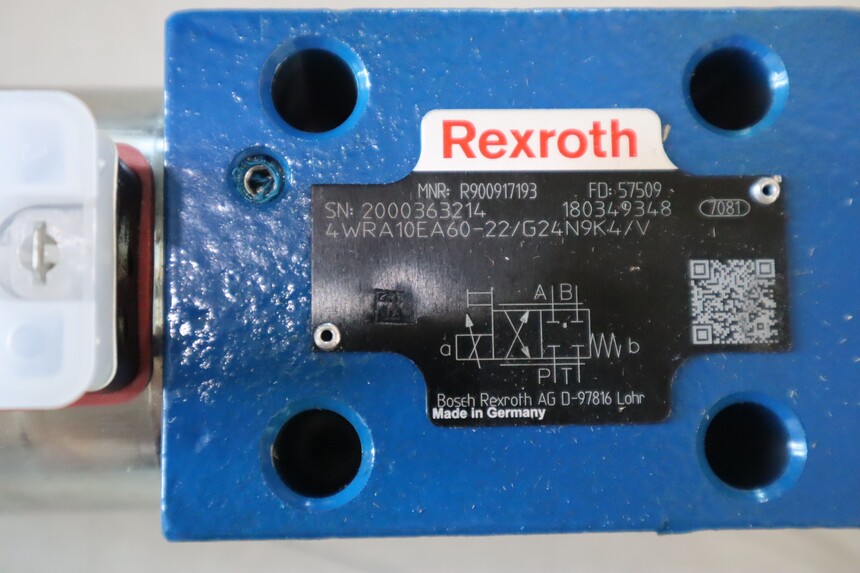 Rexroth
MNR: R900917193 FD: 57509
SN: 2000363214 180349348 7081
4WRA10EA60-22/G24N9K4/V
A B
a b
P T
Bosch Rexroth AG D-97816 Lohr
Made in Germany